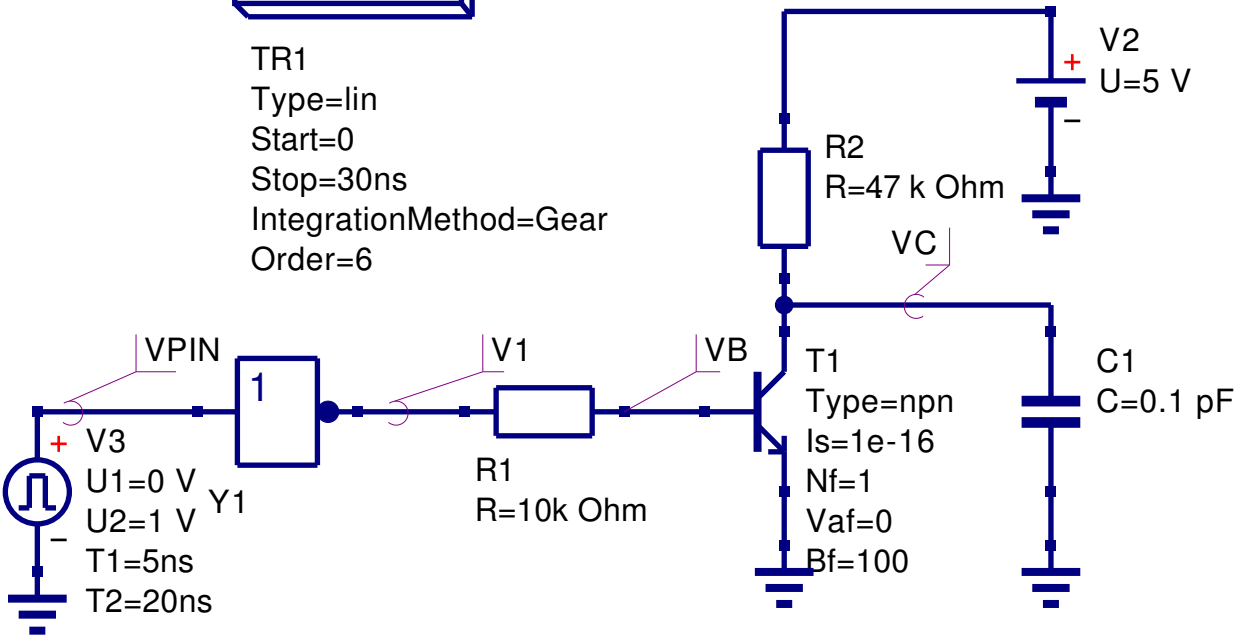 TR1
Type=lin
Start=0
Stop=30ns
IntegrationMethod=Gear
Order=6
V2
U=5 V
+
−
R2
R=47 k Ohm
VC
VPIN
1
Y1
V1
VB
R1
R=10k Ohm
+
−
V3
U1=0 V
U2=1 V
T1=5ns
T2=20ns
T1
Type=npn
Is=1e-16
Nf=1
Vaf=0
Bf=100
C1
C=0.1 pF